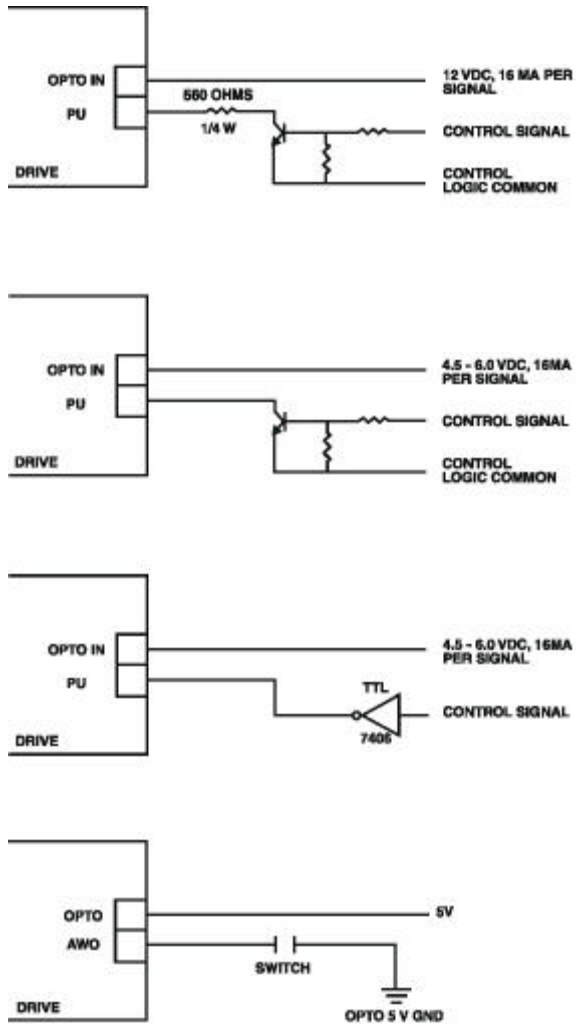 OPTO IN
12 VDC, 16 MA PER
SIGNAL
560 OHMS
PU
1/4 W
CONTROL SIGNAL
CONTROL
LOGIC COMMON
DRIVE
OPTO IN
4.5 - 6.0 VDC, 16MA
PER SIGNAL
PU
CONTROL SIGNAL
DRIVE
CONTROL
LOGIC COMMON
OPTO IN
4.5 - 6.0 VDC, 16MA
PER SIGNAL
PU
TTL
CONTROL SIGNAL
7406
DRIVE
OPTO
5V
AWO
SWITCH
DRIVE
OPTO 5 V GND